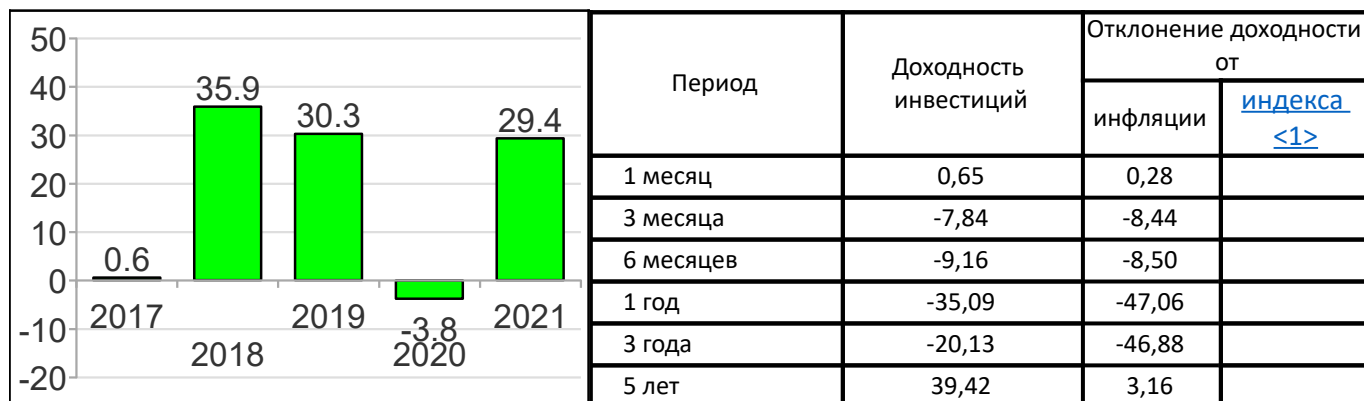 50
40
30
20
10
0
-10
-20
0.6
35.9
30.3
-3.8
29.4
2017
2018
2019
2020
2021
Период
Доходность
инвестиций
Отклонение доходности
от
инфляции
индекса
<1>
1 месяц 0,65 0,28
3 месяца -7,84 -8,44
6 месяцев -9,16 -8,50
1 год -35,09 -47,06
3 года -20,13 -46,88
5 лет 39,42 3,16